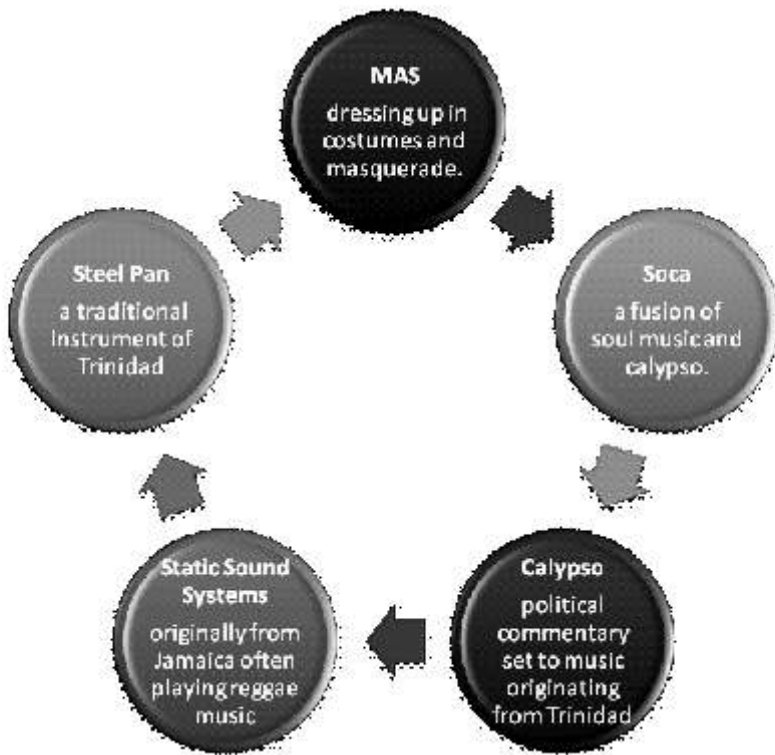 MAS
dressing up in
costumes and
masquerade.
Soca
a fusion of
soul music and
calypso.
Calypso
political
commentary
set to music
originating
from Trinidad
Static Sound
Systems
originally from
Jamaica often
playing reggae
music
Steel Pan
a traditional
instrument of
Trinidad